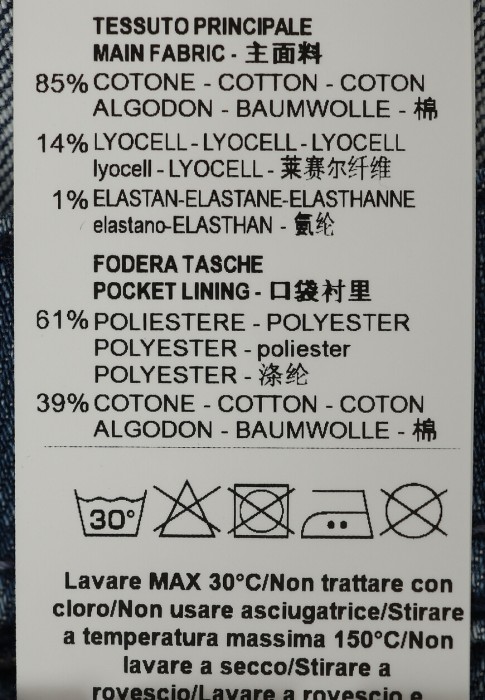 TESSUTO PRINCIPALE
MAIN FABRIC - 主面料
85% COTONE - COTTON - COTON
ALGODON - BAUMWOLLE - 棉
14% LYOCELL - LYOCELL - LYOCELL
lyocell - LYOCELL - 莱赛尔纤维
1% ELASTAN-ELASTANE-ELASTHANNE
elastano-ELASTHAN - 氨纶
FODERA TASCHE
POCKET LINING - 口袋衬里
61% POLIESTERE - POLYESTER
POLYESTER - poliester
POLYESTER - 涤纶
39% COTONE - COTTON - COTON
ALGODON - BAUMWOLLE - 棉
30°
Lavare MAX 30°C/Non trattare con
cloro/Non usare asciugatrice/Stirare
a temperatura massima 150°C/Non
lavare a secco/Stirare a
rovescio/Lavare a rovescio e